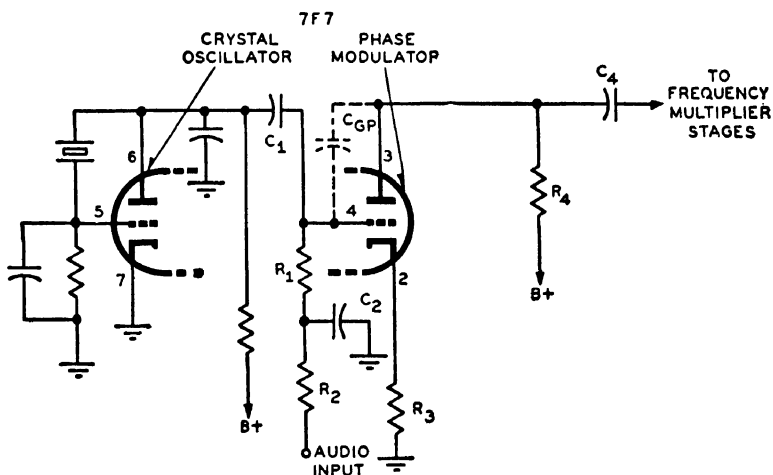 7F7
CRYSTAL
OSCILLATOR
PHASE
MODULATOR
C4
TO
FREQUENCY
MULTIPLIER
STAGES
C1
CGP
6
3
5
4
R4
7
2
R1
C2
B+
R2
R3
B+
AUDIO
INPUT